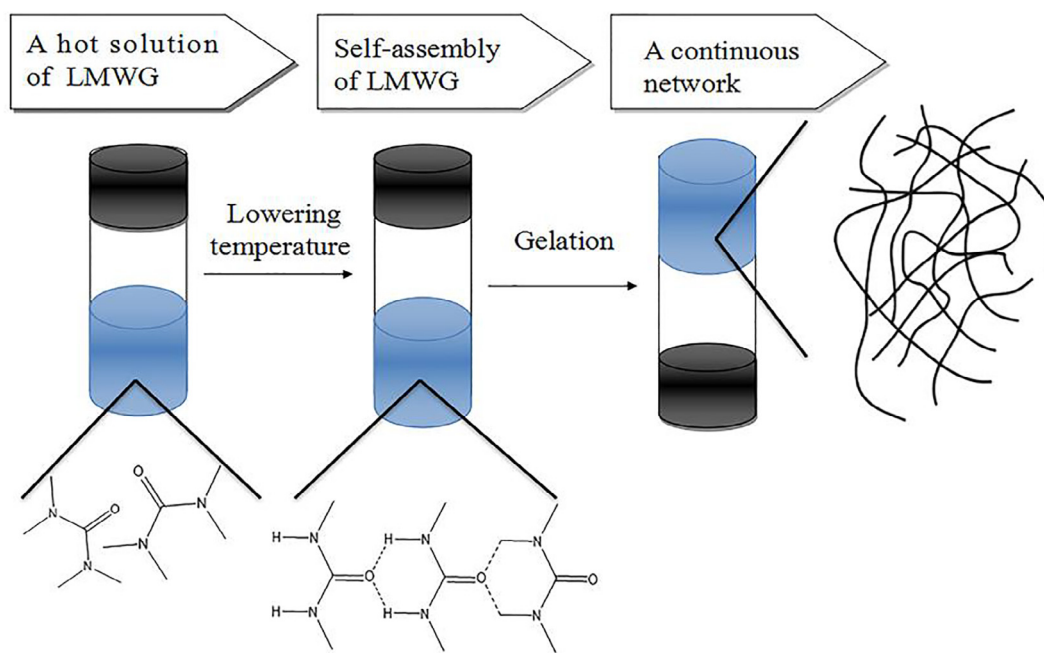 A hot solution
of LMWG
Self-assembly
of LMWG
A continuous
network
Lowering
temperature
Gelation
O
N
N
O
N
N
H
N
O
H
N
H
N
O
H
N
N
O
N